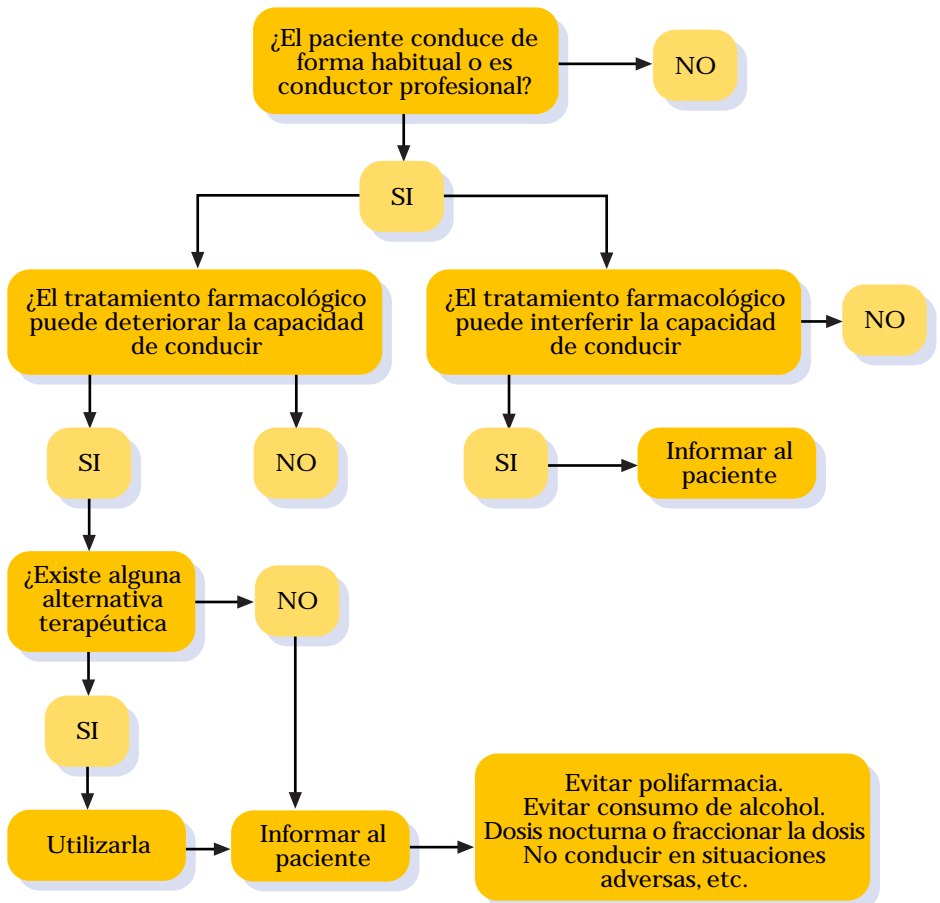 ¿El paciente conduce de
forma habitual o es
conductor profesional?
NO
SI
¿El tratamiento farmacológico
puede deteriorar la capacidad
de conducir
¿El tratamiento farmacológico
puede interferir la capacidad
de conducir
NO
SI
NO
SI
Informar al
paciente
¿Existe alguna
alternativa
terapéutica
NO
SI
Utilizarla
Informar al
paciente
Evitar polifarmacia.
Evitar consumo de alcohol.
Dosis nocturna o fraccionar la dosis
No conducir en situaciones
adversas, etc.